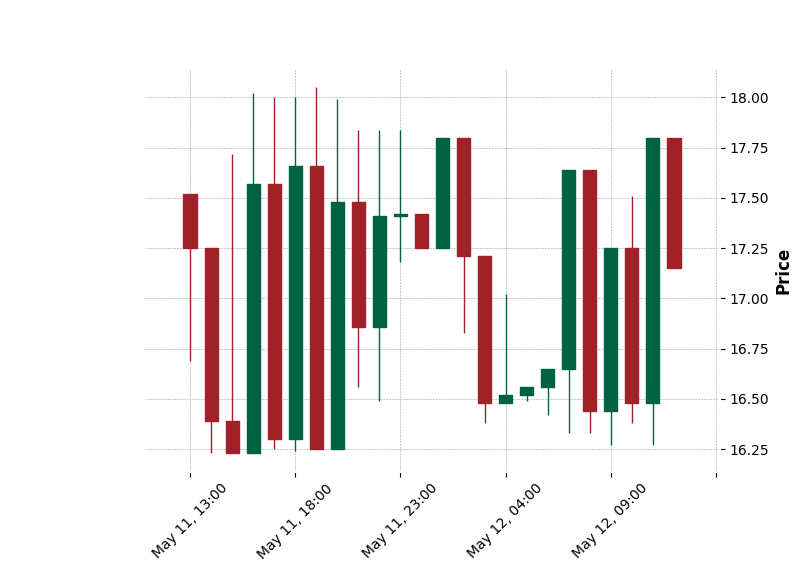 18.00
17.75
17.50
17.25
17.00
16.75
16.50
16.25
Price
May 11, 13:00
May 11, 18:00
May 11, 23:00
May 12, 04:00
May 12, 09:00